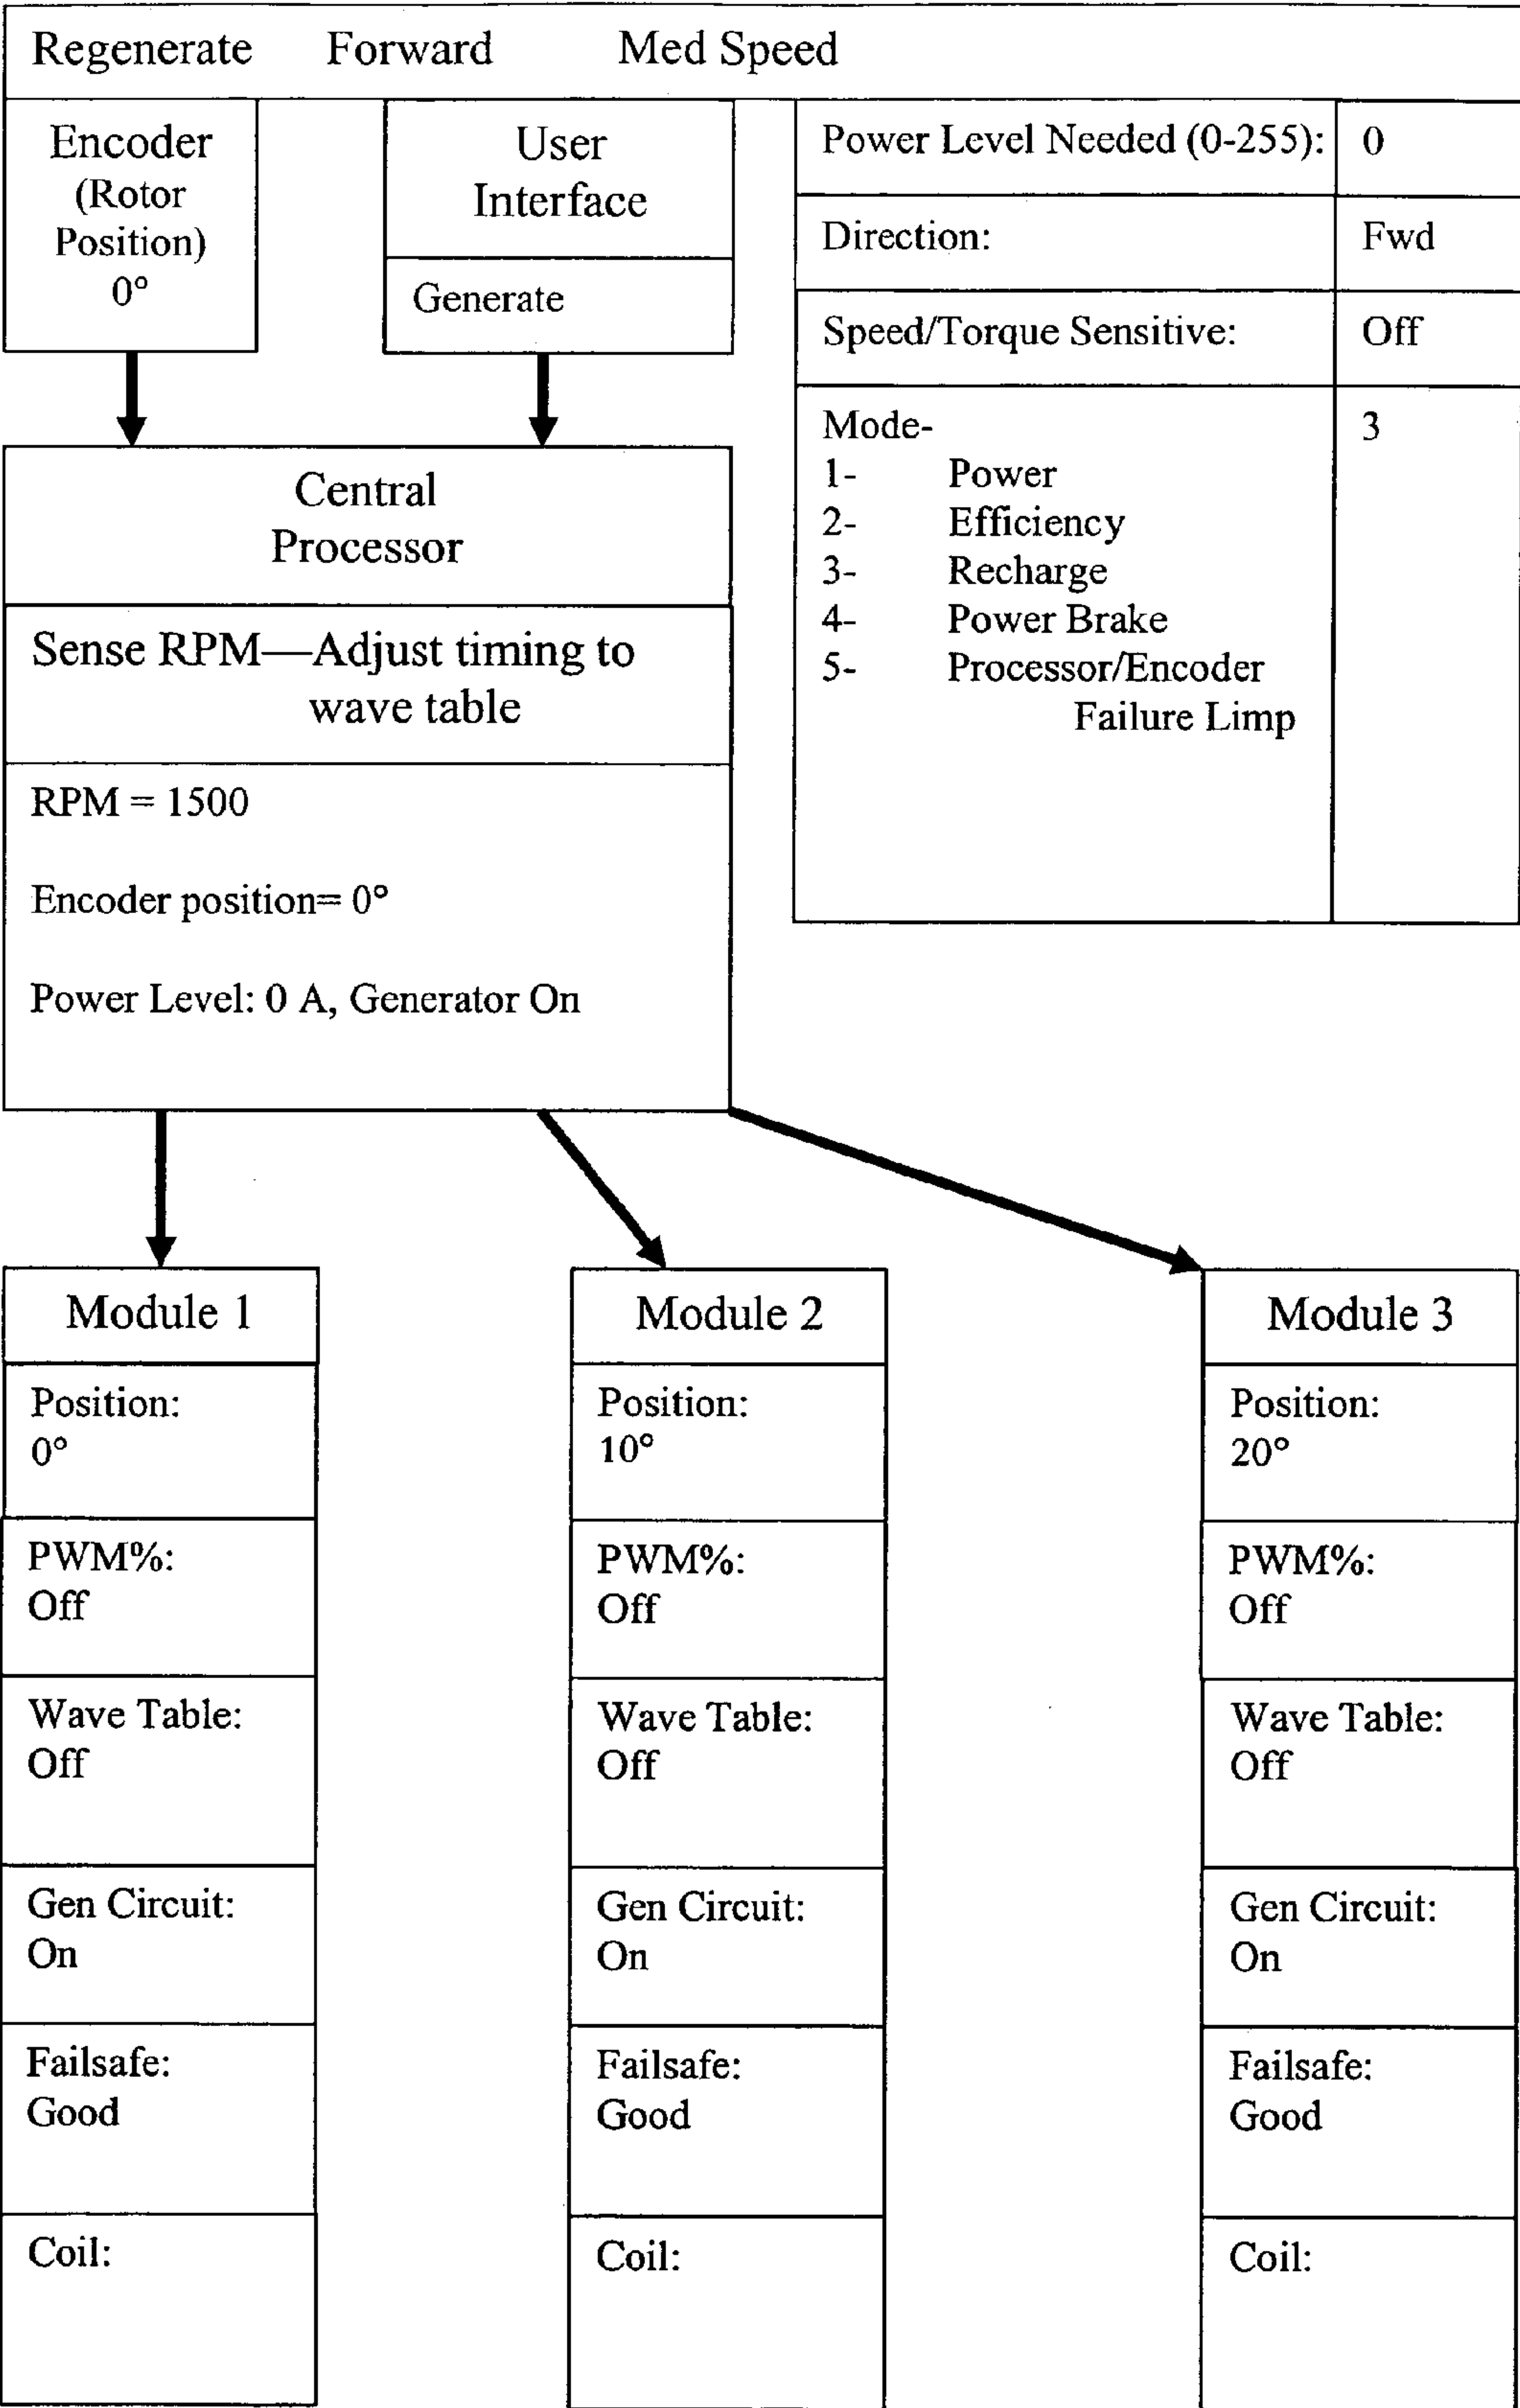 Regenerate Forward Med Speed
Encoder
(Rotor
Position)
0°
User
Interface
Generate
Power Level Needed (0-255): 0
Direction: Fwd
Speed/Torque Sensitive: Off
Mode- 3
1- Power
2- Efficiency
3- Recharge
4- Power Brake
5- Processor/Encoder
Failure Limp
Central
Processor
Sense RPM—Adjust timing to
wave table
RPM = 1500
Encoder position= 0°
Power Level: 0 A, Generator On
Module 1
Position:
0°
PWM%:
Off
Wave Table:
Off
Gen Circuit:
On
Failsafe:
Good
Coil:
Module 2
Position:
10°
PWM%:
Off
Wave Table:
Off
Gen Circuit:
On
Failsafe:
Good
Coil:
Module 3
Position:
20°
PWM%:
Off
Wave Table:
Off
Gen Circuit:
On
Failsafe:
Good
Coil: